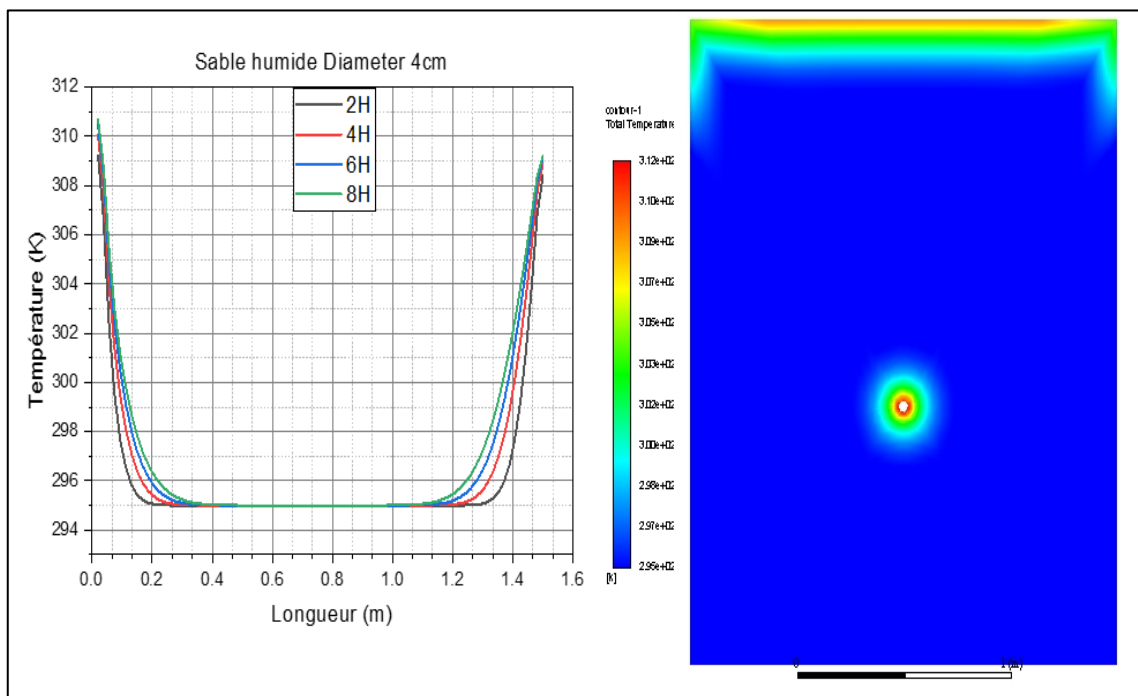 Sable humide Diameter 4cm
2H
4H
6H
8H
312
310
308
306
304
302
300
298
296
294
Température (K)
0.0 0.2 0.4 0.6 0.8 1.0 1.2 1.4 1.6
Longueur (m)
contour-1
Total Temperature
3.12e+02
3.10e+02
3.09e+02
3.07e+02
3.05e+02
3.03e+02
3.02e+02
3.00e+02
2.98e+02
2.97e+02
2.95e+02
[K]
0 1 (m)